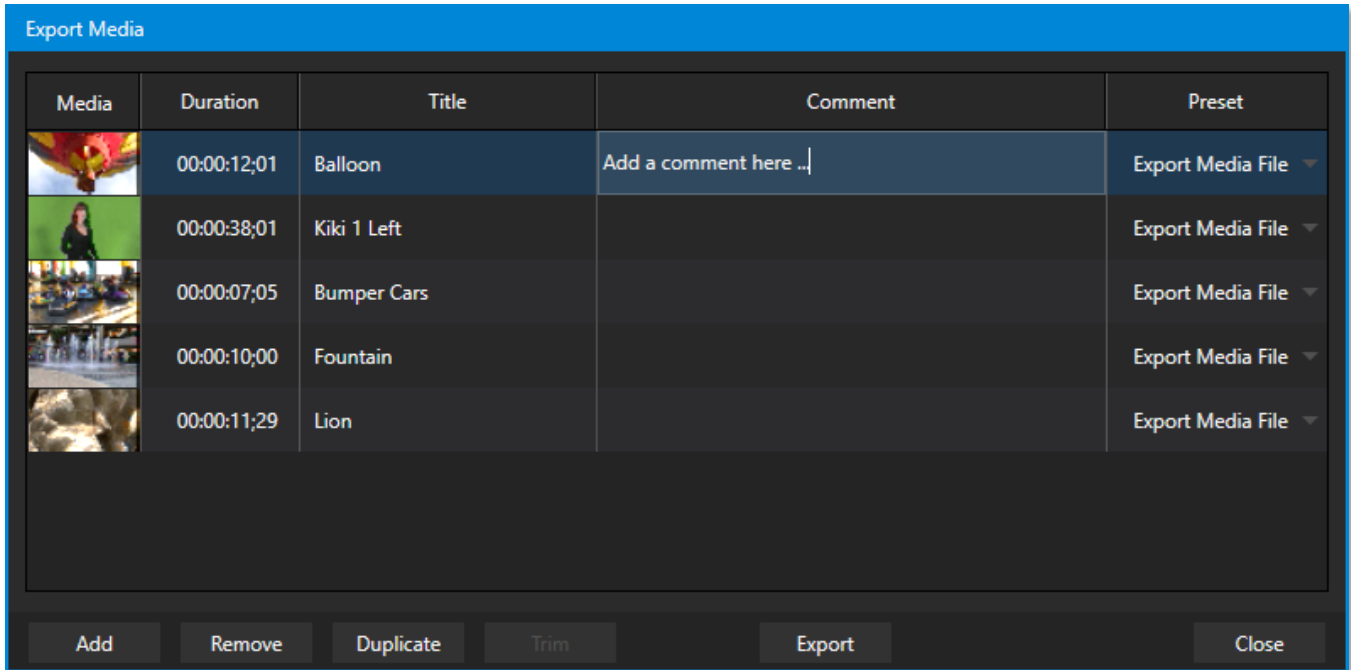 Export Media
Media Duration Title Comment Preset
00:00:12;01 Balloon Add a comment here ... Export Media File
00:00:38;01 Kiki 1 Left Export Media File
00:00:07;05 Bumper Cars Export Media File
00:00:10;00 Fountain Export Media File
00:00:11;29 Lion Export Media File
Add Remove Duplicate Trim Export Close